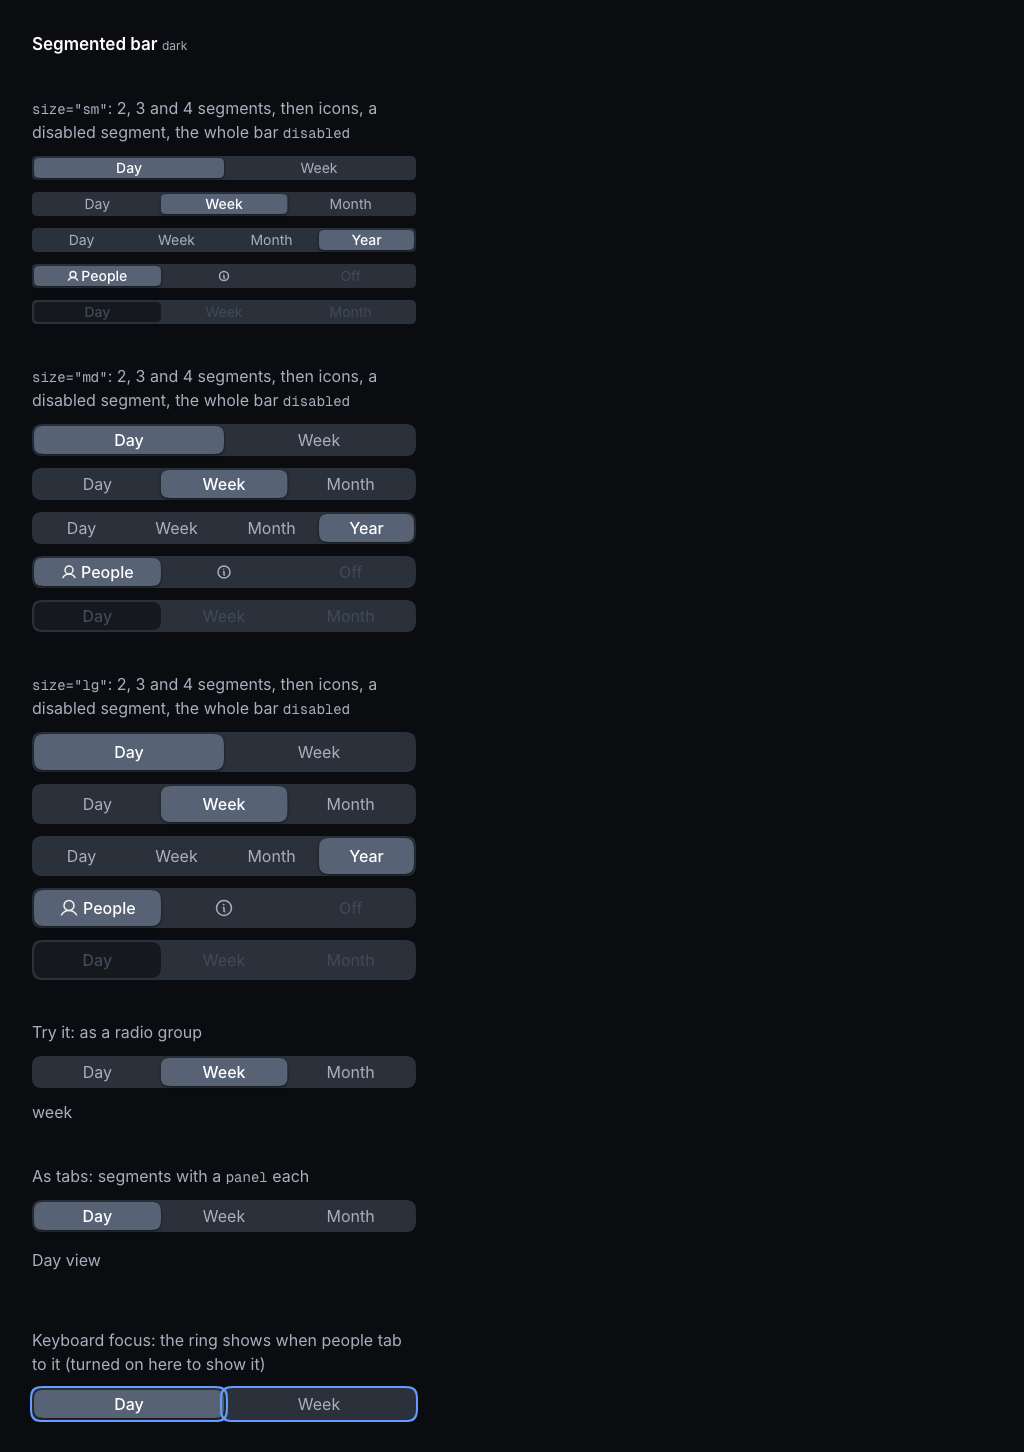 Segmented bar dark
size="sm": 2, 3 and 4 segments, then icons, a
disabled segment, the whole bar disabled
Day Week
Day Week Month
Day Week Month Year
People Off
Day Week Month
size="md": 2, 3 and 4 segments, then icons, a
disabled segment, the whole bar disabled
Day Week
Day Week Month
Day Week Month Year
People Off
Day Week Month
size="lg": 2, 3 and 4 segments, then icons, a
disabled segment, the whole bar disabled
Day Week
Day Week Month
Day Week Month Year
People Off
Day Week Month
Try it: as a radio group
Day Week Month
week
As tabs: segments with a panel each
Day Week Month
Day view
Keyboard focus: the ring shows when people tab
to it (turned on here to show it)
Day Week